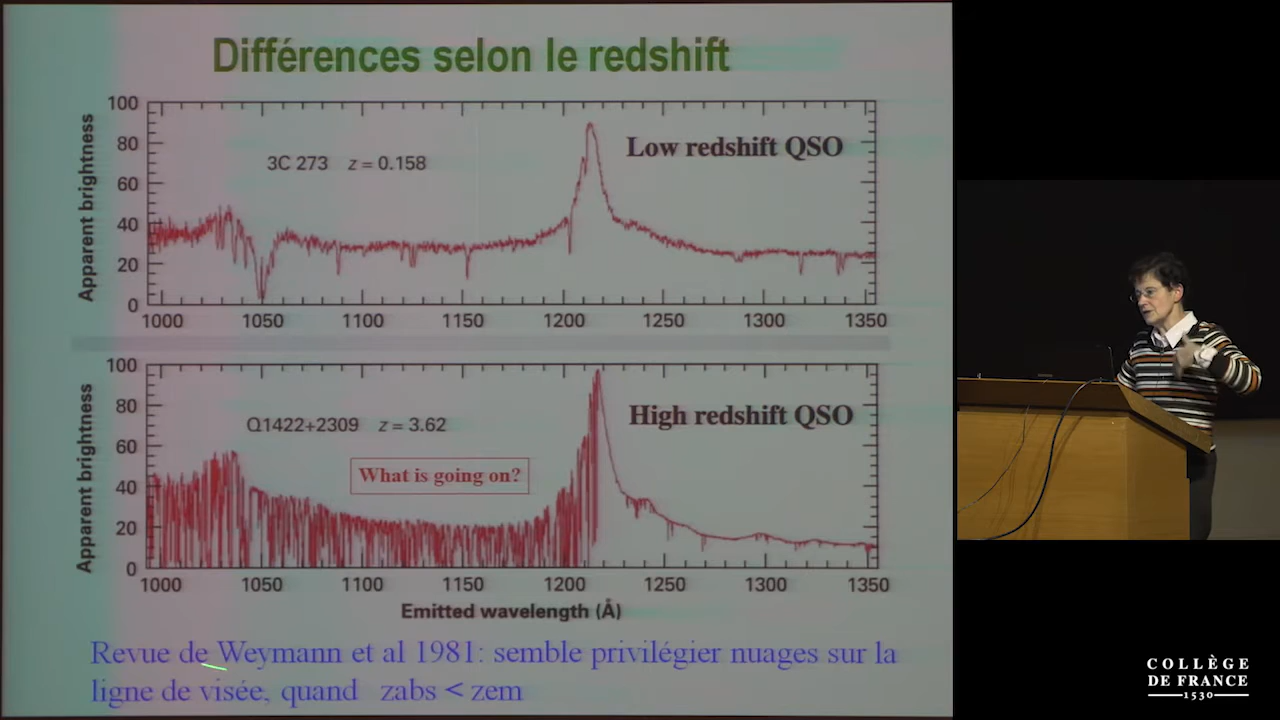 Différences selon le redshift
100
80
60
40
20
0
Apparent brightness
3C 273 z = 0.158
Low redshift QSO
1000 1050 1100 1150 1200 1250 1300 1350
100
80
60
40
20
0
Apparent brightness
Q1422+2309 z = 3.62
High redshift QSO
What is going on?
1000 1050 1100 1150 1200 1250 1300 1350
Emitted wavelength (Å)
Revue de Weymann et al 1981: semble privilégier nuages sur la
ligne de visée, quand zabs < zem
COLLÈGE
DE FRANCE
1530